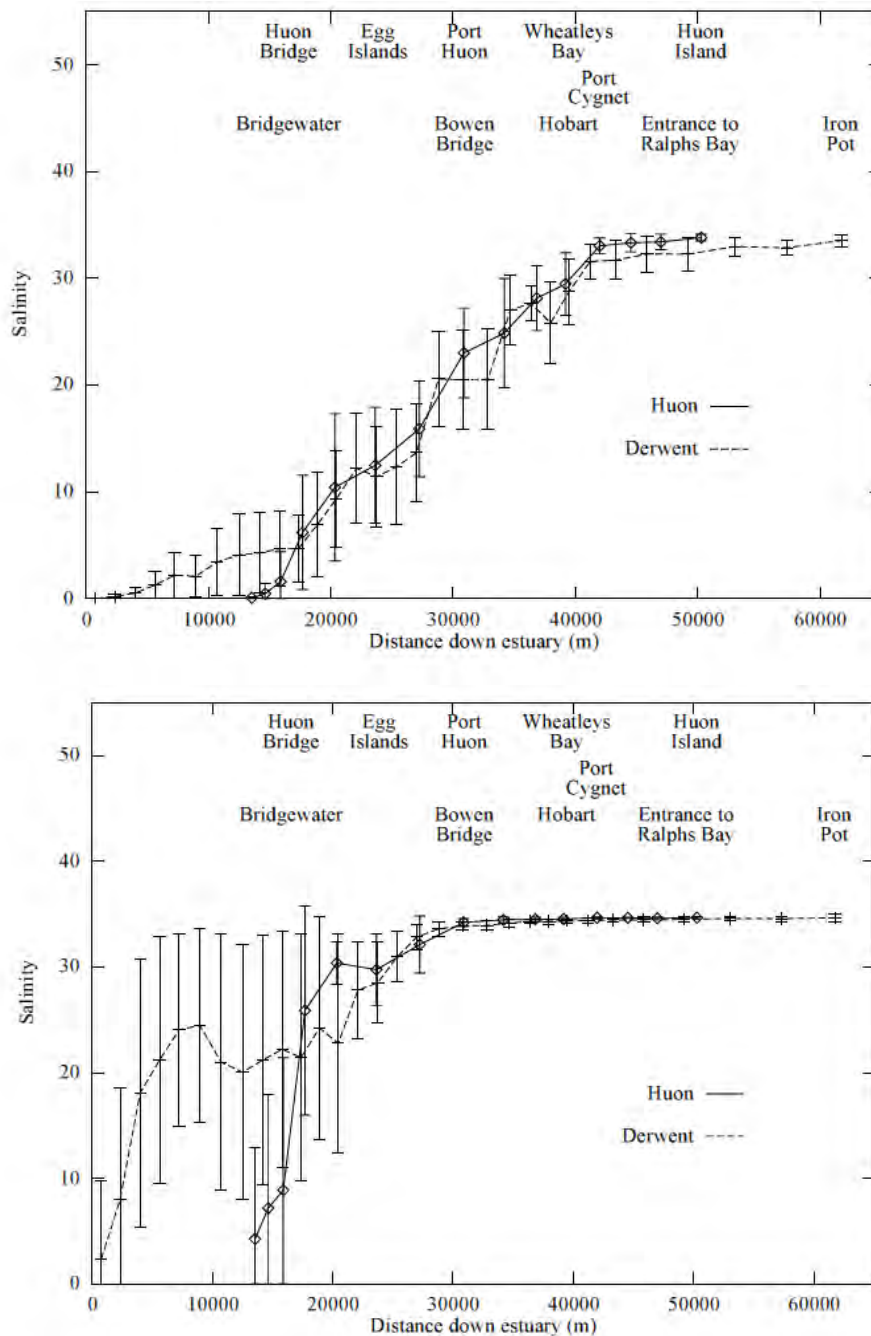 Huon Bridge
Egg Islands
Port Huon
Wheatleys Bay
Huon Island
Port Cygnet
Bridgewater
Bowen Bridge
Hobart
Entrance to Ralphs Bay
Iron Pot
50
40
30
20
10
0
Salinity
Huon
Derwent
0 10000 20000 30000 40000 50000 60000
Distance down estuary (m)
Huon Bridge
Egg Islands
Port Huon
Wheatleys Bay
Huon Island
Port Cygnet
Bridgewater
Bowen Bridge
Hobart
Entrance to Ralphs Bay
Iron Pot
50
40
30
20
10
0
Salinity
Huon
Derwent
0 10000 20000 30000 40000 50000 60000
Distance down estuary (m)